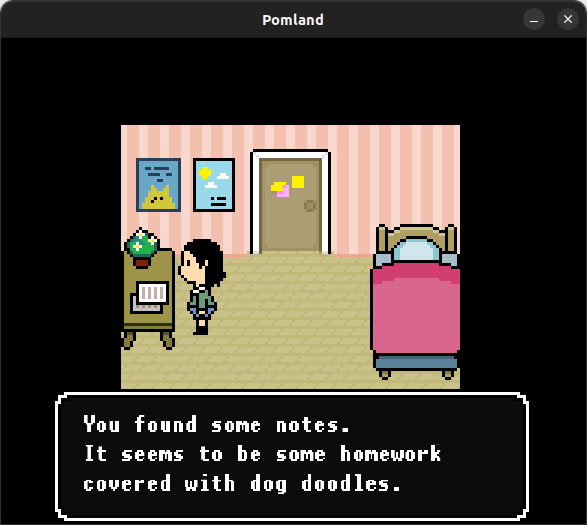 Pomland
You found some notes.
It seems to be some homework
covered with dog doodles.